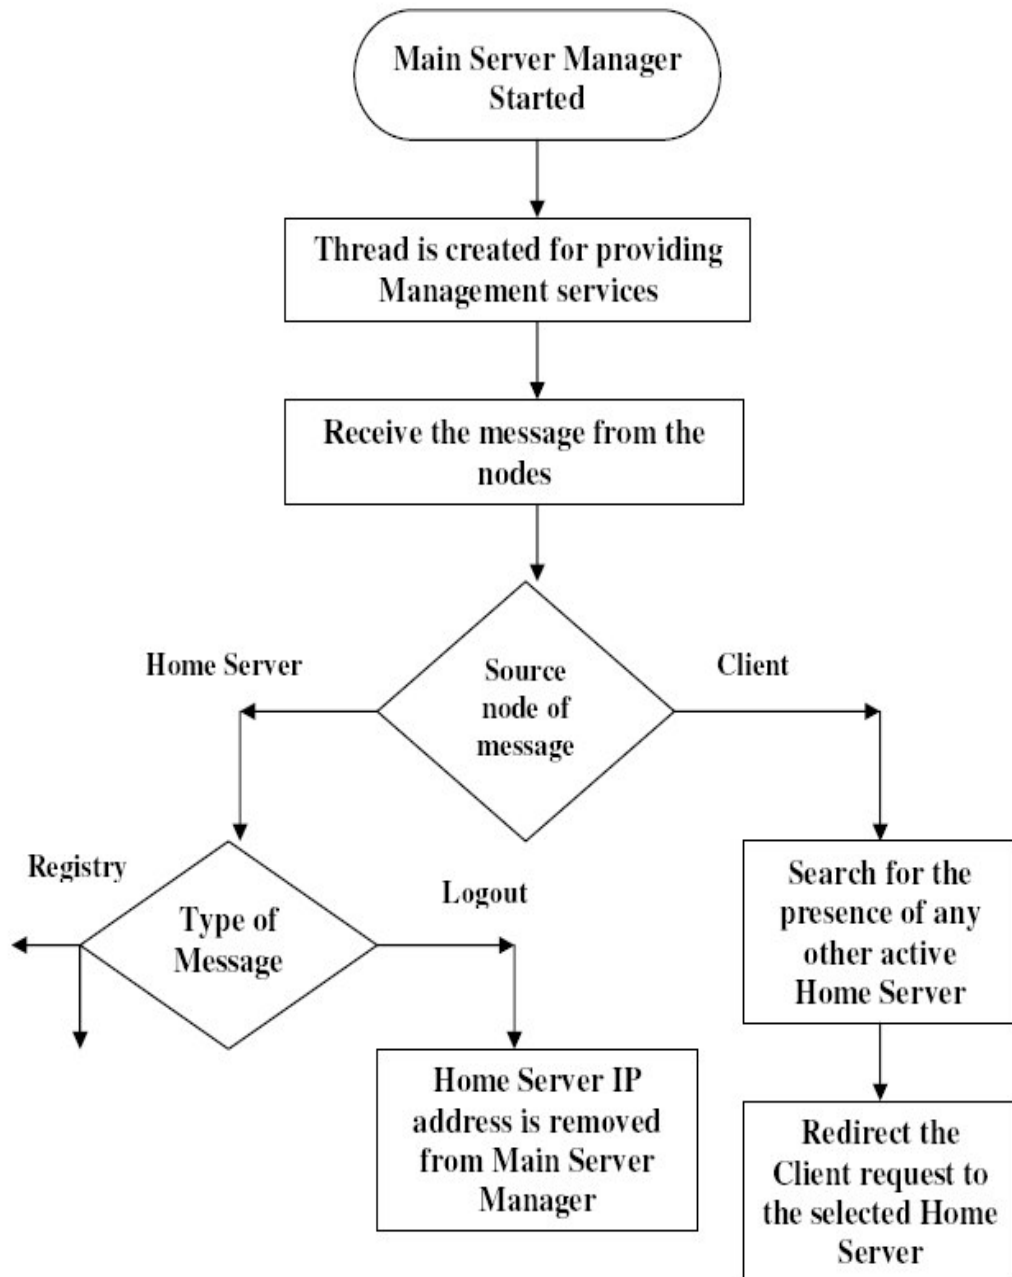 Main Server Manager
Started
Thread is created for providing
Management services
Receive the message from the
nodes
Home Server
Source
node of
message
Client
Registry
Type of
Message
Logout
Search for the
presence of any
other active
Home Server
Home Server IP
address is removed
from Main Server
Manager
Redirect the
Client request to
the selected Home
Server